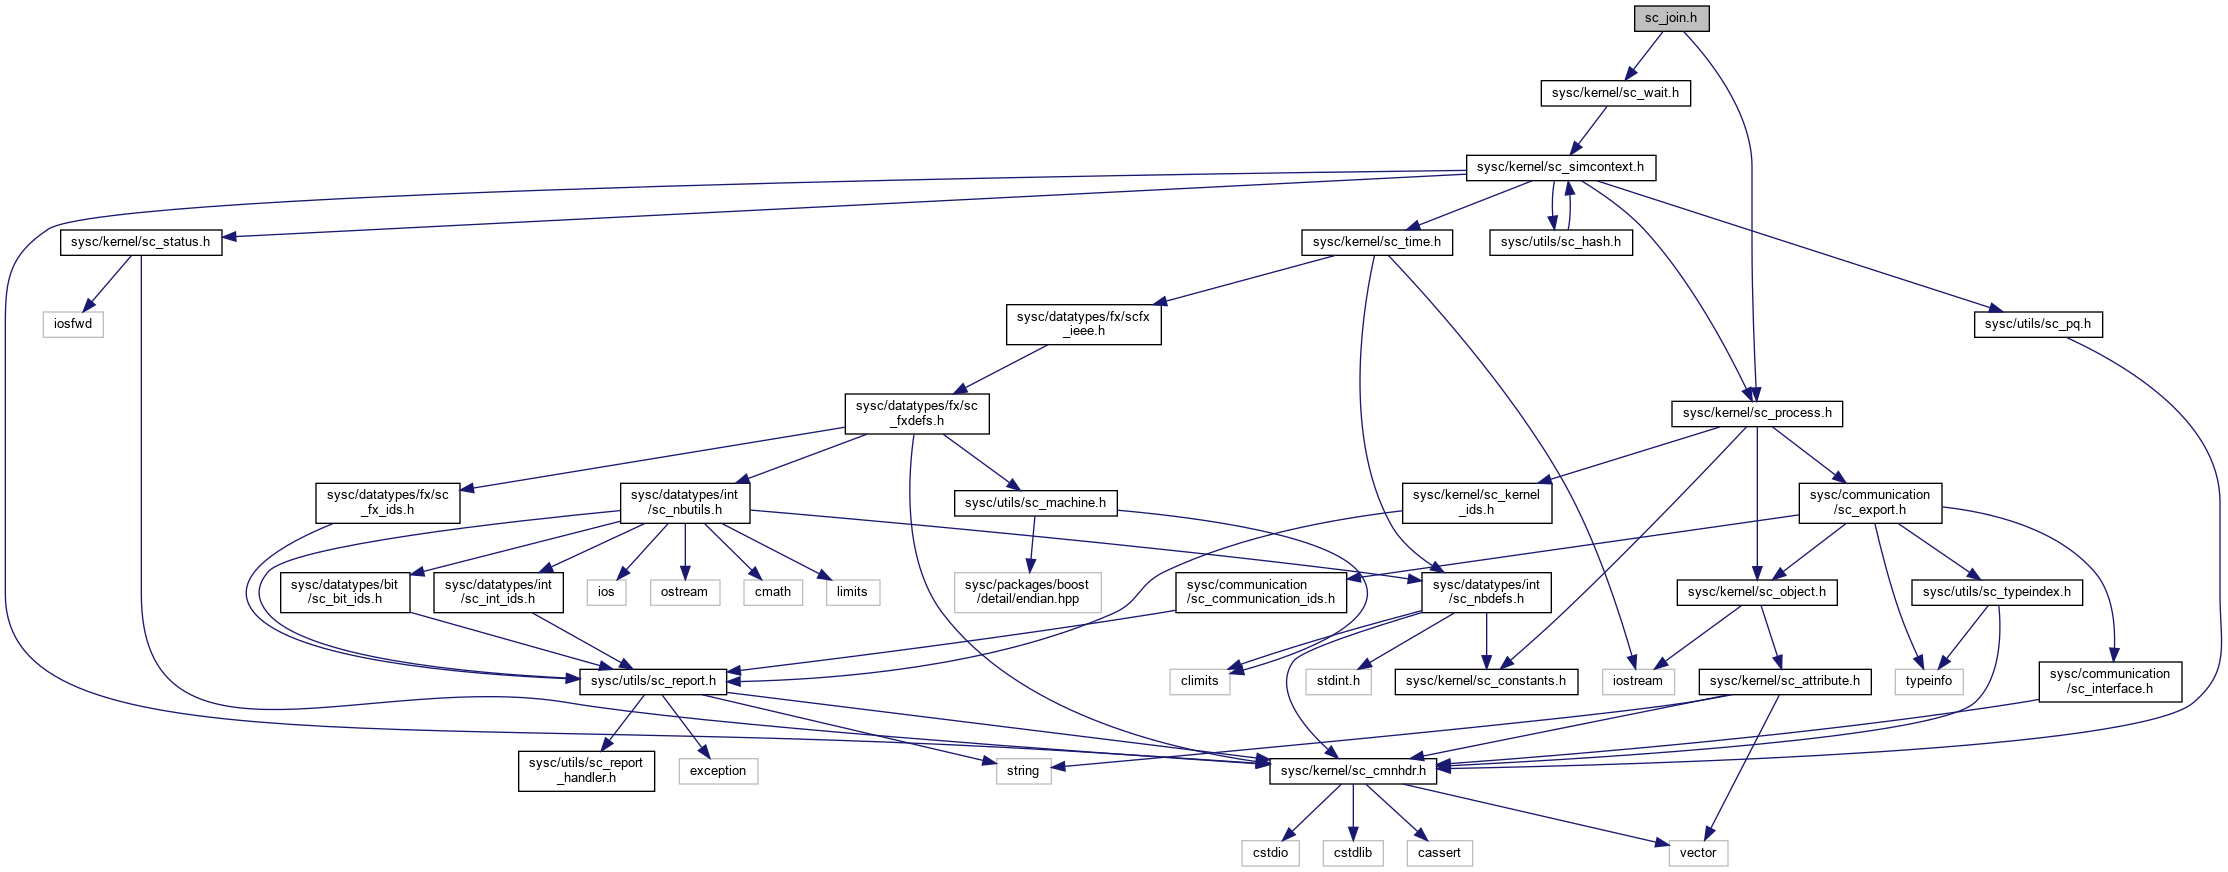 sc_join.h
sysc/kernel/sc_wait.h
sysc/kernel/sc_simcontext.h
sysc/kernel/sc_status.h
sysc/kernel/sc_time.h
sysc/utils/sc_hash.h
iosfwd
sysc/datatypes/fx/scfx
_ieee.h
sysc/utils/sc_pq.h
sysc/datatypes/fx/sc
_fxdefs.h
sysc/kernel/sc_process.h
sysc/datatypes/fx/sc
_fx_ids.h
sysc/datatypes/int
/sc_nbutils.h
sysc/utils/sc_machine.h
sysc/kernel/sc_kernel
_ids.h
sysc/communication
/sc_export.h
sysc/datatypes/bit
/sc_bit_ids.h
sysc/datatypes/int
/sc_int_ids.h
ios
ostream
cmath
limits
sysc/packages/boost
/detail/endian.hpp
sysc/communication
/sc_communication_ids.h
sysc/datatypes/int
/sc_nbdefs.h
sysc/kernel/sc_object.h
sysc/utils/sc_typeindex.h
sysc/utils/sc_report.h
climits
stdint.h
sysc/kernel/sc_constants.h
iostream
sysc/kernel/sc_attribute.h
typeinfo
sysc/communication
/sc_interface.h
sysc/utils/sc_report
_handler.h
exception
string
sysc/kernel/sc_cmnhdr.h
cstdio
cstdlib
cassert
vector